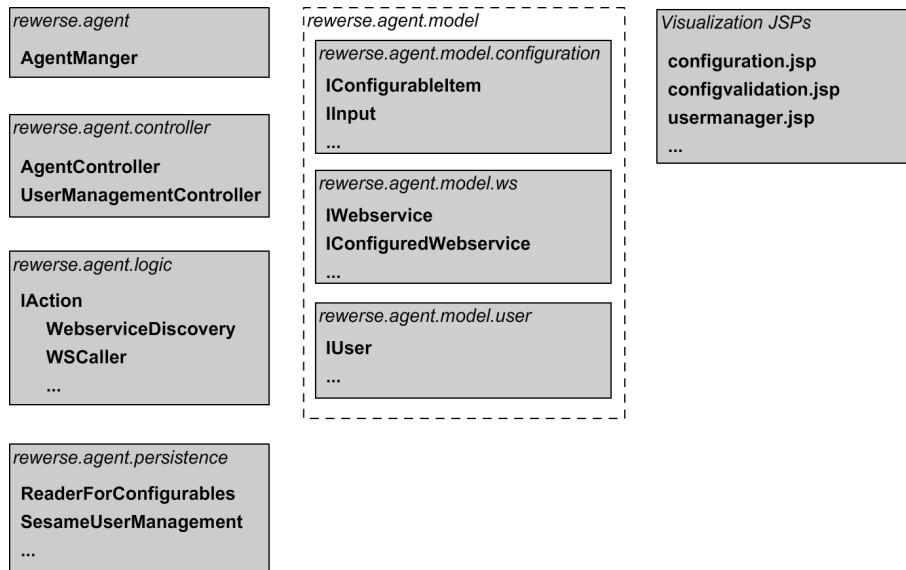 rewerse.agent
AgentManger
rewerse.agent.controller
AgentController
UserManagementController
rewerse.agent.logic
IAction
WebserviceDiscovery
WSCaller
...
rewerse.agent.persistence
ReaderForConfigurables
SesameUserManagement
...
rewerse.agent.model
rewerse.agent.model.configuration
IConfigurableItem
IInput
...
rewerse.agent.model.ws
IWebservice
IConfiguredWebservice
...
rewerse.agent.model.user
IUser
...
Visualization JSPs
configuration.jsp
configvalidation.jsp
usermanager.jsp
...